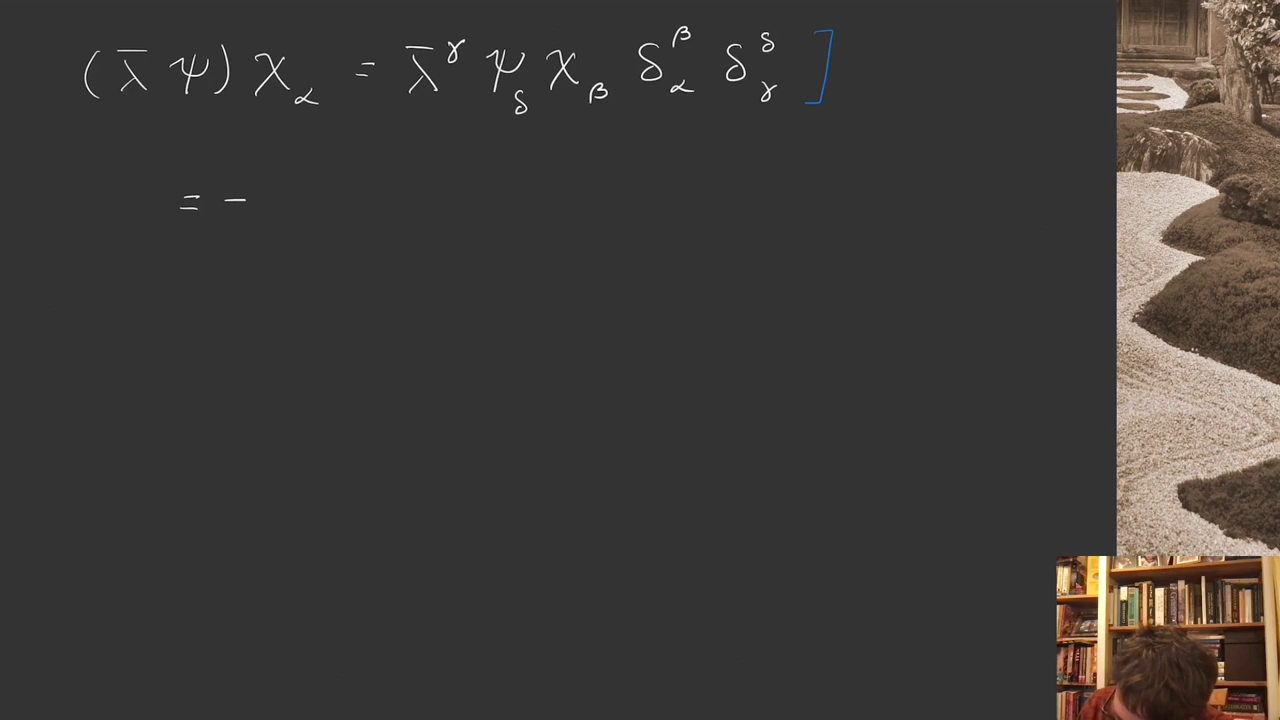 (λ̄ ψ) χ_α = λ̄^γ ψ_δ χ_β δ_α^β δ_γ^δ ]
= −